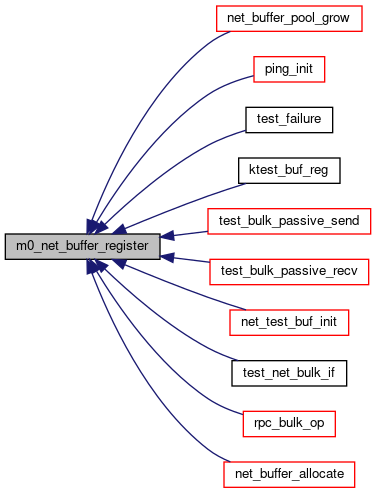 net_buffer_pool_grow
ping_init
test_failure
ktest_buf_reg
test_bulk_passive_send
m0_net_buffer_register
test_bulk_passive_recv
net_test_buf_init
test_net_bulk_if
rpc_bulk_op
net_buffer_allocate